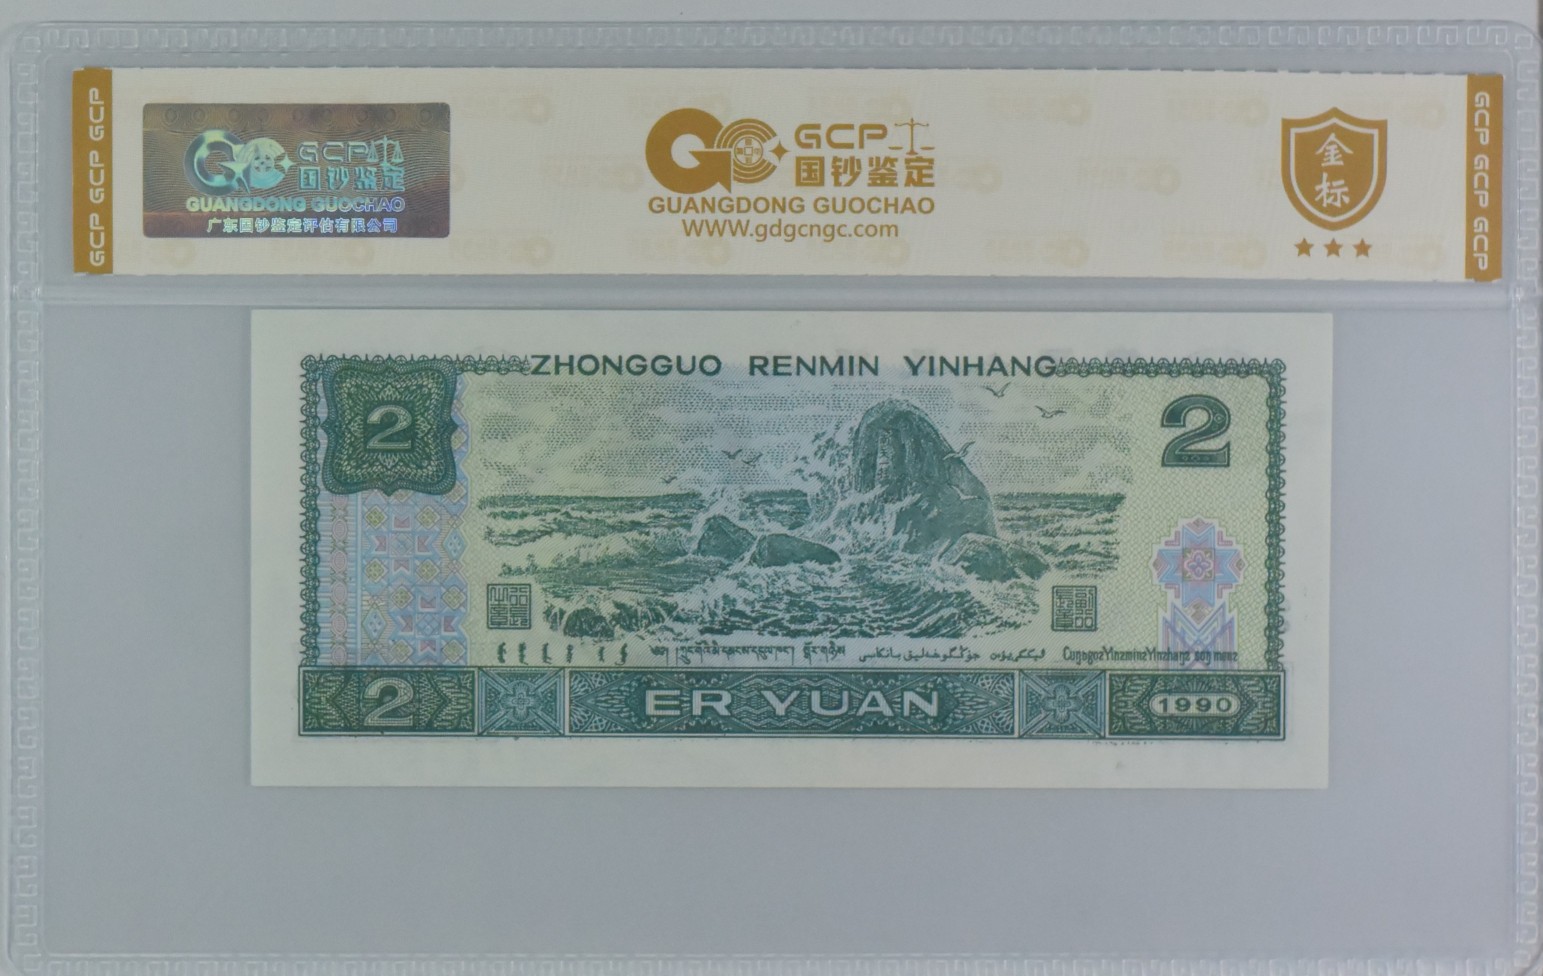 GCP GCP GCP
GCP
国钞鉴定
GUANGDONG GUOCHAO
广东国钞鉴定评估有限公司
GCP
国钞鉴定
GUANGDONG GUOCHAO
www.gdgcngc.com
金标
GCP GCP GCP
ZHONGGUO RENMIN YINHANG
2
2
2
ER YUAN
1990